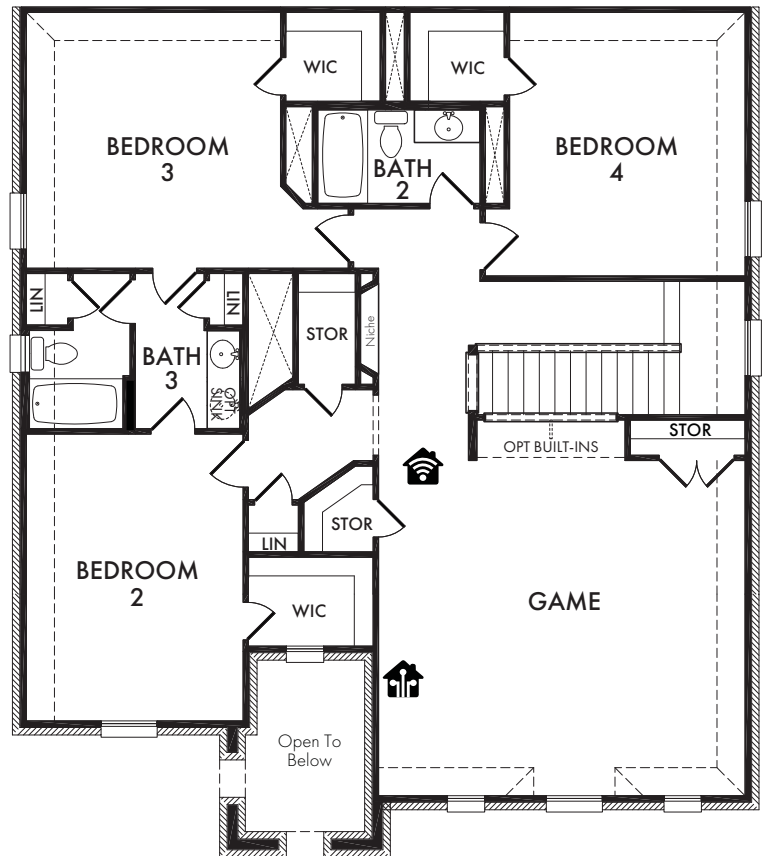 WIC
WIC
BEDROOM
3
BATH
2
BEDROOM
4
LIN
LIN
STOR
Niche
BATH
3
OPT
SINK
STOR
OPT BUILT-INS
STOR
LIN
BEDROOM
2
WIC
GAME
Open To
Below